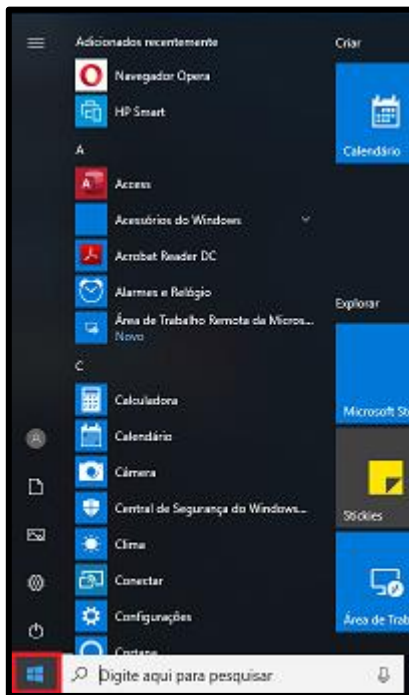 Adicionados recentemente
Navegador Opera
HP Smart
A
Access
Acessórios do Windows
Acrobat Reader DC
Alarmes e Relógio
Área de Trabalho Remota da Micros...
Novo
C
Calculadora
Calendário
Câmera
Central de Segurança do Windows...
Clima
Conectar
Configurações
Cortana
Digite aqui para pesquisar
Criar
Calendário
Explorar
Microsoft St
Stickies
Área de Trab